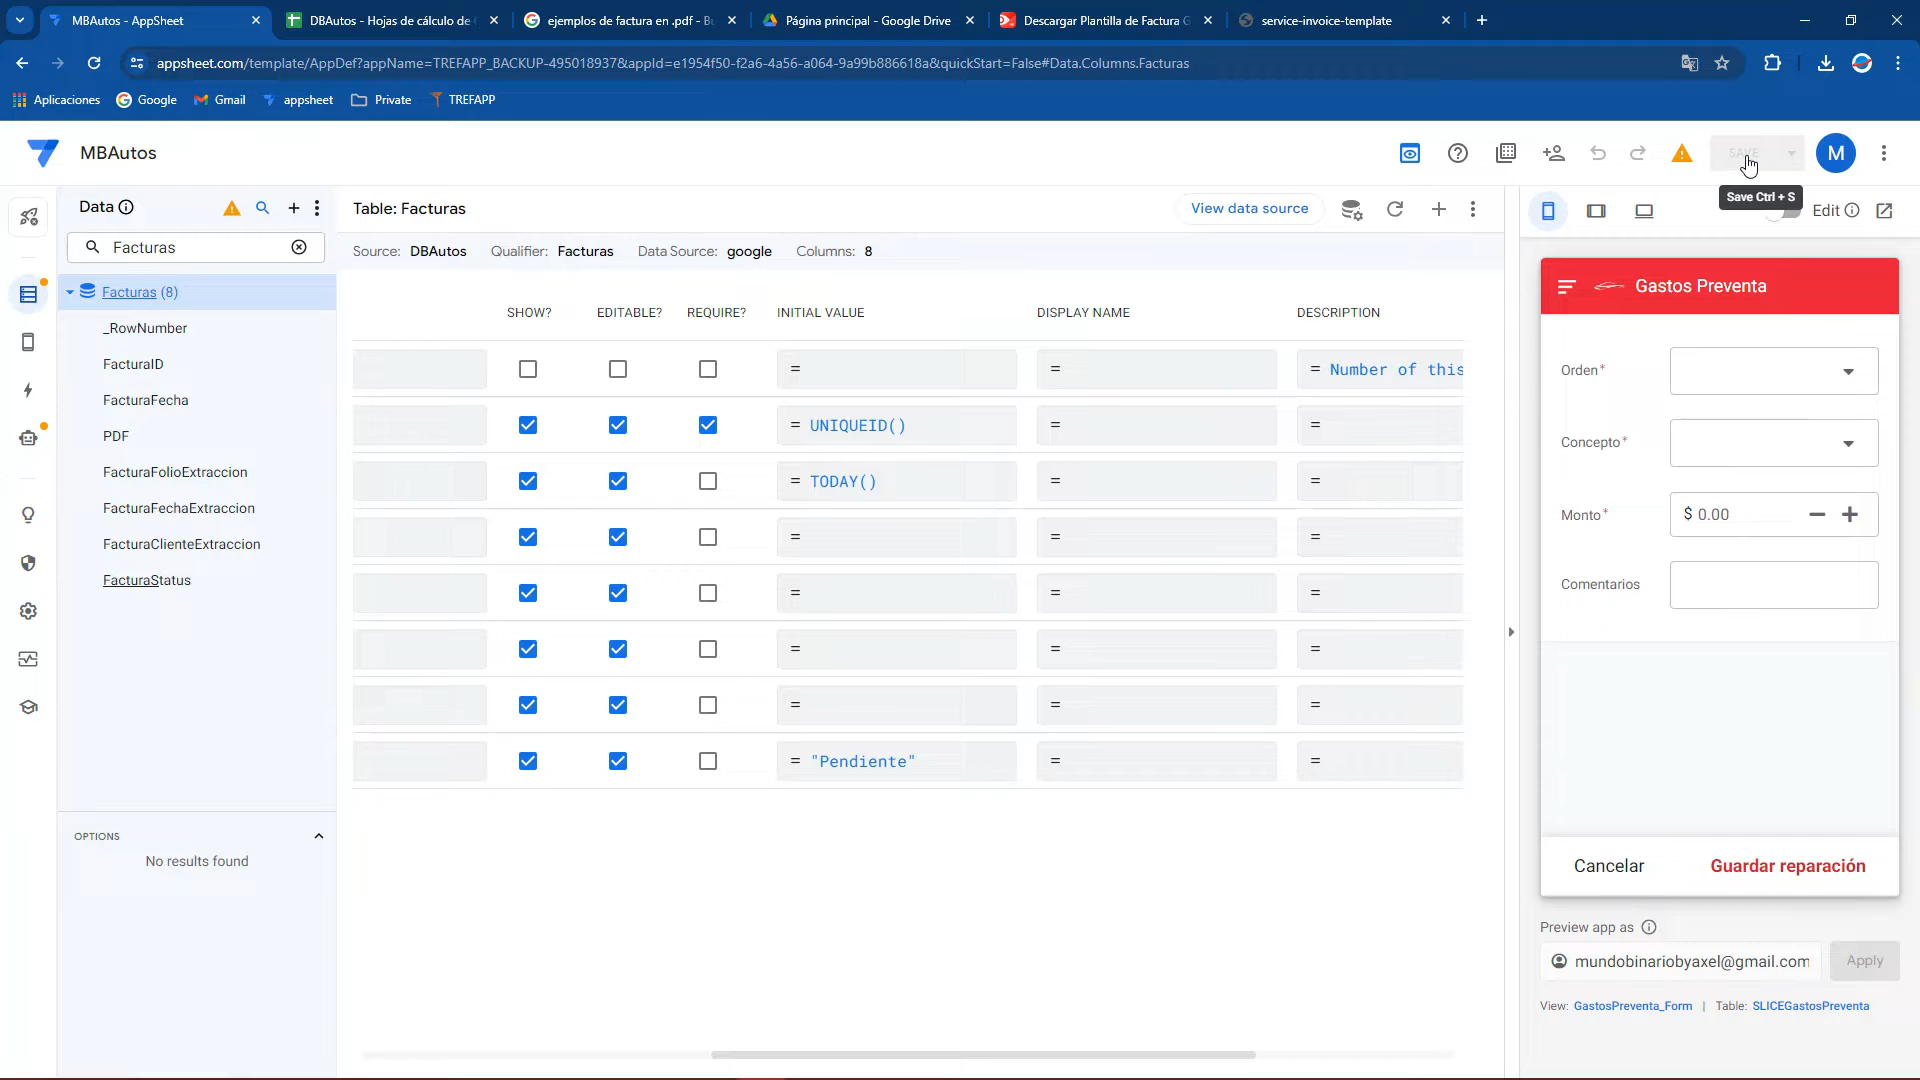 MBAutos - AppSheet
DBAutos - Hojas de cálculo de
ejemplos de factura en .pdf - Bu
Página principal - Google Drive
Descargar Plantilla de Factura G
service-invoice-template
appsheet.com/template/AppDef?appName=TREFAPP_BACKUP-495018937&appId=e1954f50-f2a6-4a56-a064-9a99b886618a&quickStart=False#Data.Columns.Facturas
Aplicaciones
Google
Gmail
appsheet
Private
TREFAPP
MBAutos
SAVE
M
Save Ctrl + S
Data
Facturas
Facturas (8)
_RowNumber
FacturaID
FacturaFecha
PDF
FacturaFolioExtraccion
FacturaFechaExtraccion
FacturaClienteExtraccion
FacturaStatus
OPTIONS
No results found
Table: Facturas
View data source
Source: DBAutos Qualifier: Facturas Data Source: google Columns: 8
SHOW? EDITABLE? REQUIRE? INITIAL VALUE DISPLAY NAME DESCRIPTION
= = = Number of this
= UNIQUEID() = =
= TODAY() = =
= = =
= = =
= = =
= = =
= "Pendiente" = =
Edit
Gastos Preventa
Orden*
Concepto*
Monto* $ 0.00
Comentarios
Cancelar Guardar reparación
Preview app as
mundobinariobyaxel@gmail.com Apply
View: GastosPreventa_Form | Table: SLICEGastosPreventa